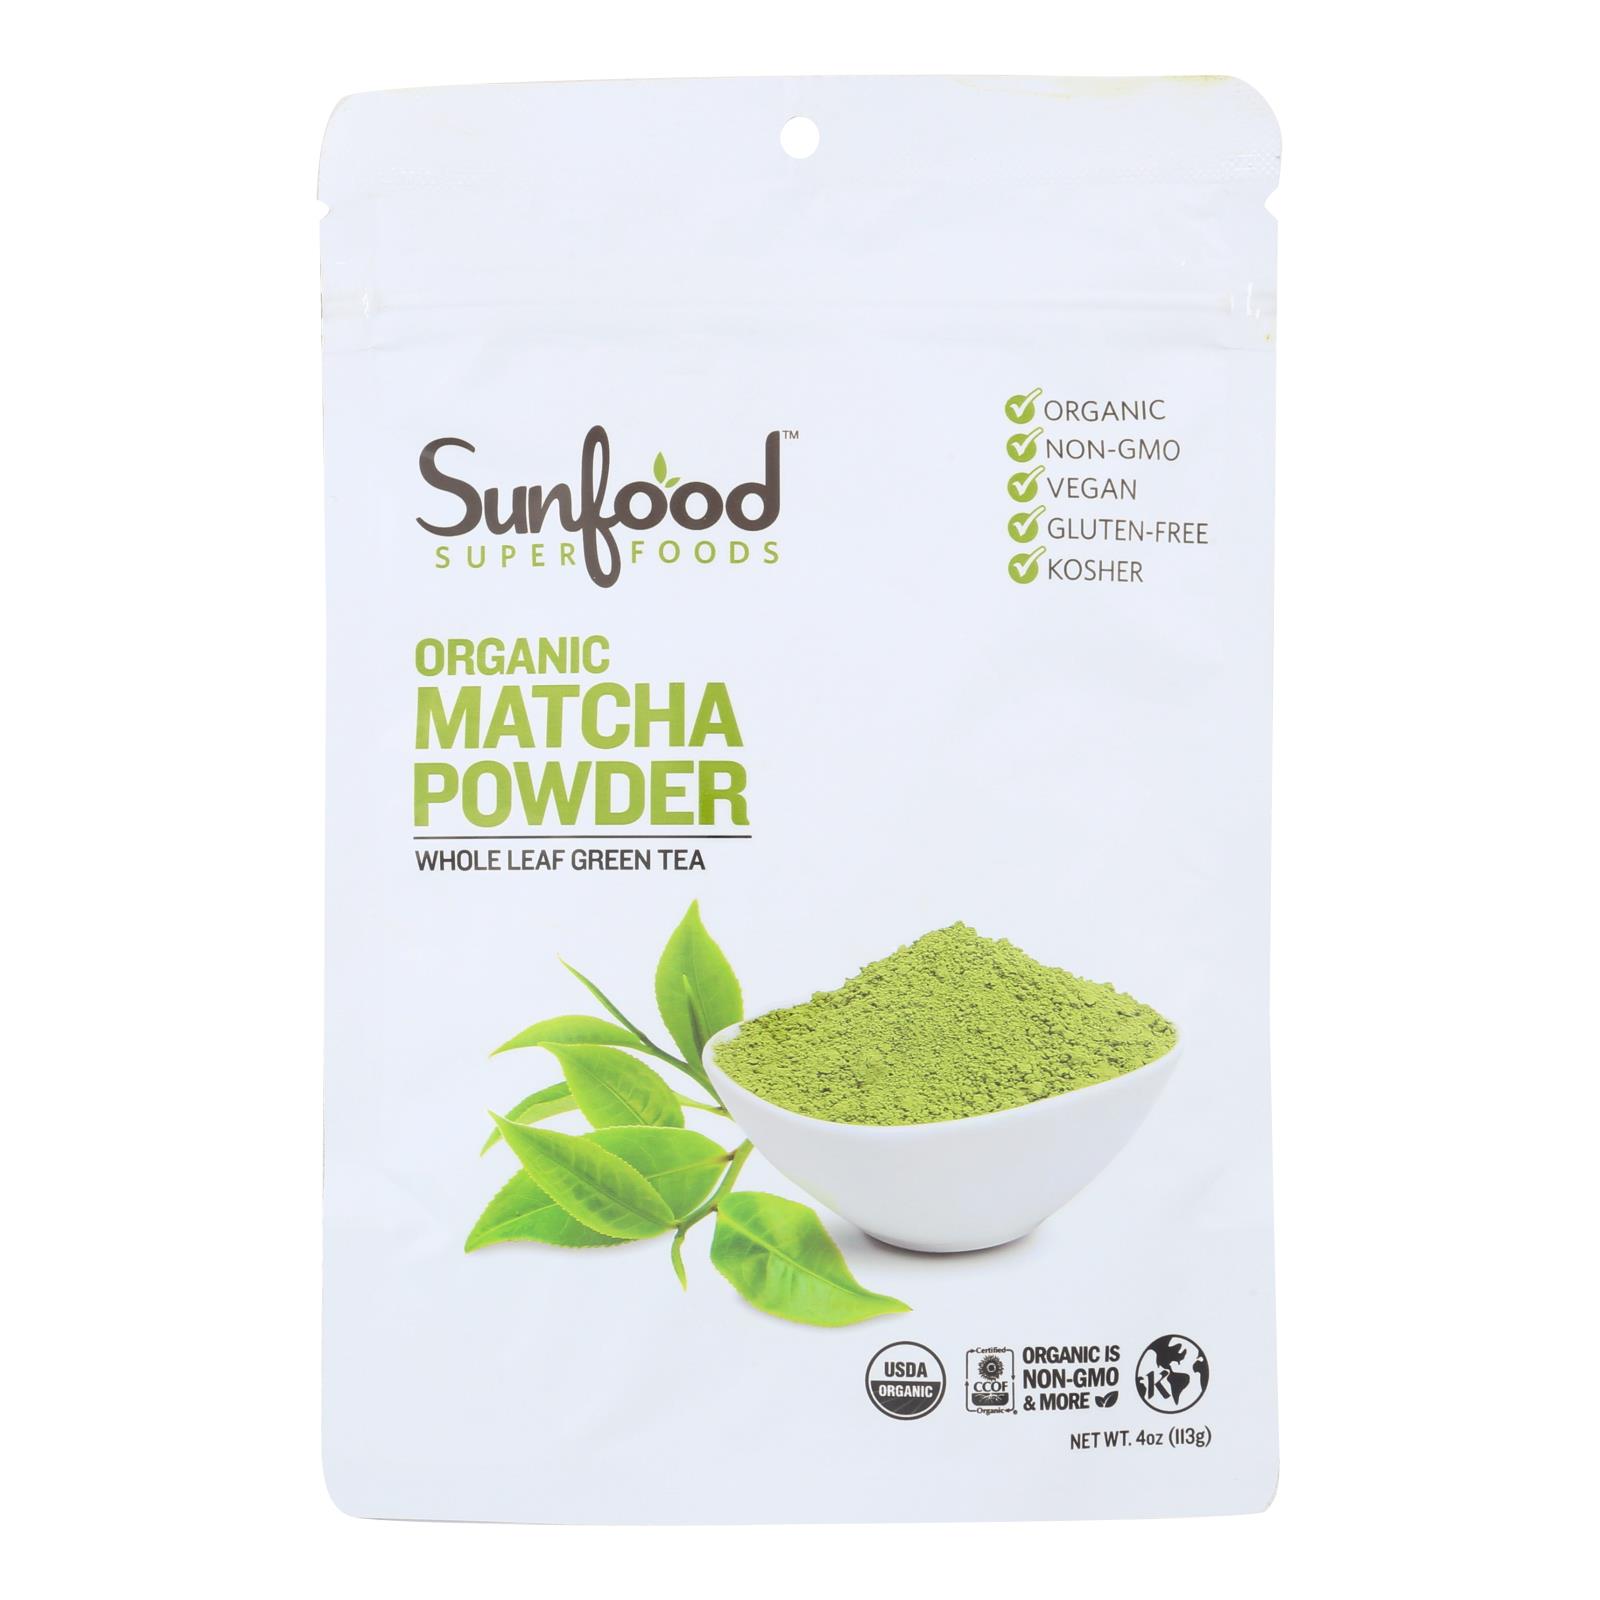 Sunfood™
SUPERFOODS
ORGANIC
NON-GMO
VEGAN
GLUTEN-FREE
KOSHER
ORGANIC
MATCHA
POWDER
WHOLE LEAF GREEN TEA
USDA
ORGANIC
Certified
CCOF
Organic
ORGANIC IS
NON-GMO
& MORE
K
NET WT. 4oz (113g)